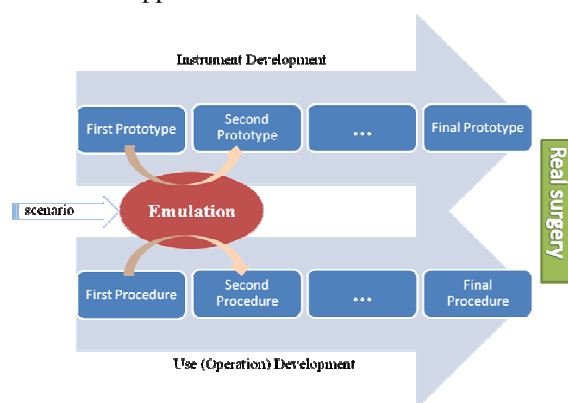 Instrument Development
First Prototype
Second
Prototype
...
Final Prototype
Real surgery
scenario
Emulation
First Procedure
Second
Procedure
...
Final
Procedure
Use (Operation) Development